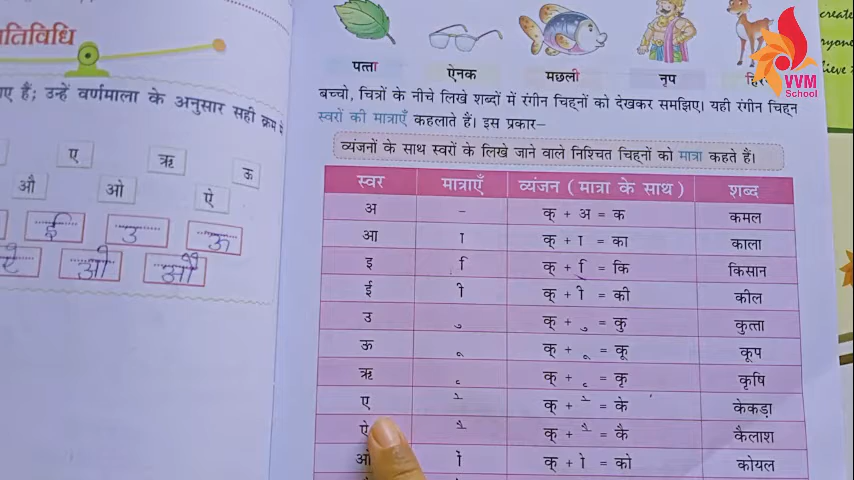 तिविधि
ए हैं; उन्हें वर्णमाला के अनुसार सही क्रम में
ए ऋ ऊ
औ ओ ऐ
ई उ ऊ
ओ औ
पत्ता ऐनक मछली नृप
बच्चो, चित्रों के नीचे लिखे शब्दों में रंगीन चिह्नों को देखकर समझिए। यही रंगीन चिह्न
स्वरों की मात्राएँ कहलाते हैं। इस प्रकार–
व्यंजनों के साथ स्वरों के लिखे जाने वाले निश्चित चिह्नों को मात्रा कहते हैं।
स्वर मात्राएँ व्यंजन (मात्रा के साथ) शब्द
अ – क् + अ = क कमल
आ ा क् + ा = का काला
इ ि क् + ि = कि किसान
ई ी क् + ी = की कील
उ ु क् + ु = कु कुत्ता
ऊ ू क् + ू = कू कूप
ऋ ृ क् + ृ = कृ कृषि
ए े क् + े = के केकड़ा
ऐ ै क् + ै = कै कैलाश
ओ ो क् + ो = को कोयल
VVM
School
create